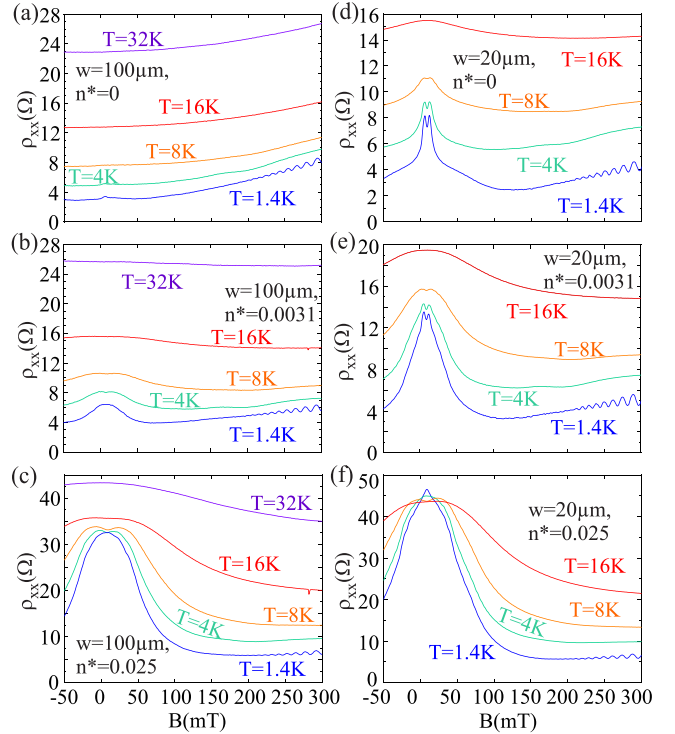 (a)
28
24
20
16
12
8
4
0
ρxx(Ω)
T=32K
w=100µm,
n*=0
T=16K
T=8K
T=4K
T=1.4K
(d)
16
14
12
10
8
6
4
2
0
ρxx(Ω)
w=20µm,
n*=0
T=16K
T=8K
T=4K
T=1.4K
(b)
28
24
20
16
12
8
4
0
ρxx(Ω)
T=32K
w=100µm,
n*=0.0031
T=16K
T=8K
T=4K
T=1.4K
(e)
20
16
12
8
4
0
ρxx(Ω)
w=20µm,
n*=0.0031
T=16K
T=8K
T=4K
T=1.4K
(c)
40
30
20
10
0
ρxx(Ω)
T=32K
T=16K
T=8K
T=4K
w=100µm,
n*=0.025
T=1.4K
-50 0 50 100 150 200 250 300
B(mT)
(f)
50
40
30
20
10
0
ρxx(Ω)
w=20µm,
n*=0.025
T=16K
T=8K
T=4K
T=1.4K
-50 0 50 100 150 200 250 300
B(mT)